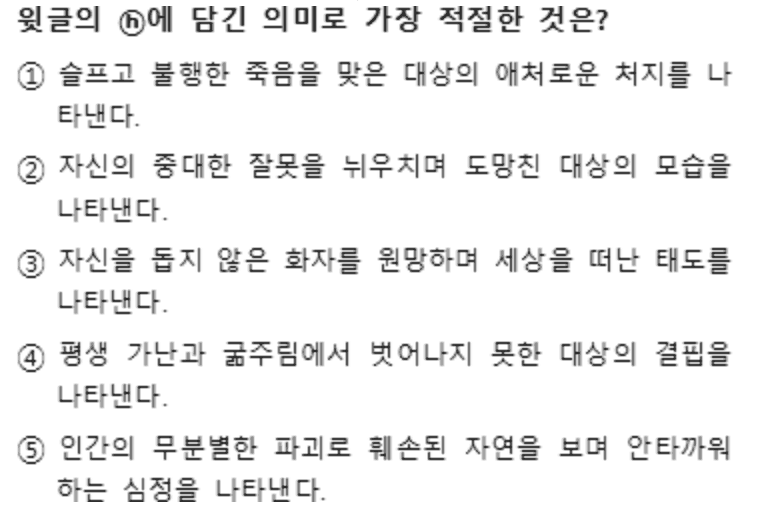 윗글의 ⓗ에 담긴 의미로 가장 적절한 것은?
① 슬프고 불행한 죽음을 맞은 대상의 애처로운 처지를 나
타낸다.
② 자신의 중대한 잘못을 뉘우치며 도망친 대상의 모습을
나타낸다.
③ 자신을 돕지 않은 화자를 원망하며 세상을 떠난 태도를
나타낸다.
④ 평생 가난과 굶주림에서 벗어나지 못한 대상의 결핍을
나타낸다.
⑤ 인간의 무분별한 파괴로 훼손된 자연을 보며 안타까워
하는 심정을 나타낸다.